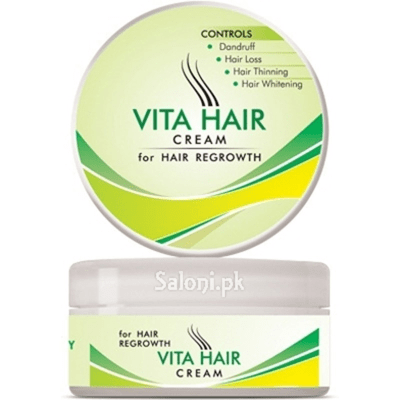 CONTROLS
• Dandruff
• Hair Loss
• Hair Thinning
• Hair Whitening
VITA HAIR
CREAM
for HAIR REGROWTH
Saloni.pk
for HAIR
REGROWTH
VITA HAIR
CREAM